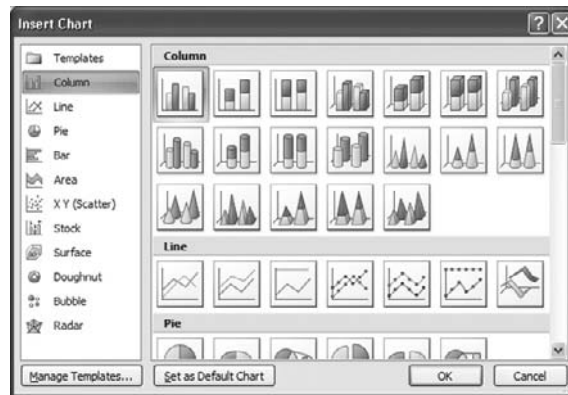 Insert Chart
Templates
Column
Line
Pie
Bar
Area
X Y (Scatter)
Stock
Surface
Doughnut
Bubble
Radar
Column
Line
Pie
Manage Templates...
Set as Default Chart
OK
Cancel